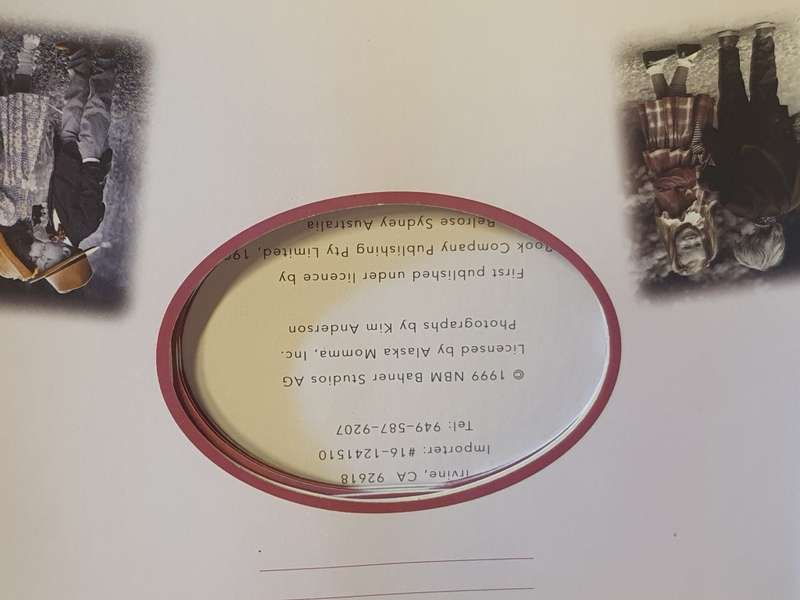 Irvine, CA 92618
Importer: #16-1241510
Tel: 949-587-9207
© 1999 NBM Bahner Studios AG
Licensed by Alaska Momma, Inc.
Photographs by Kim Anderson
First published under licence by
Book Company Publishing Pty Limited, 19
Belrose Sydney Australia